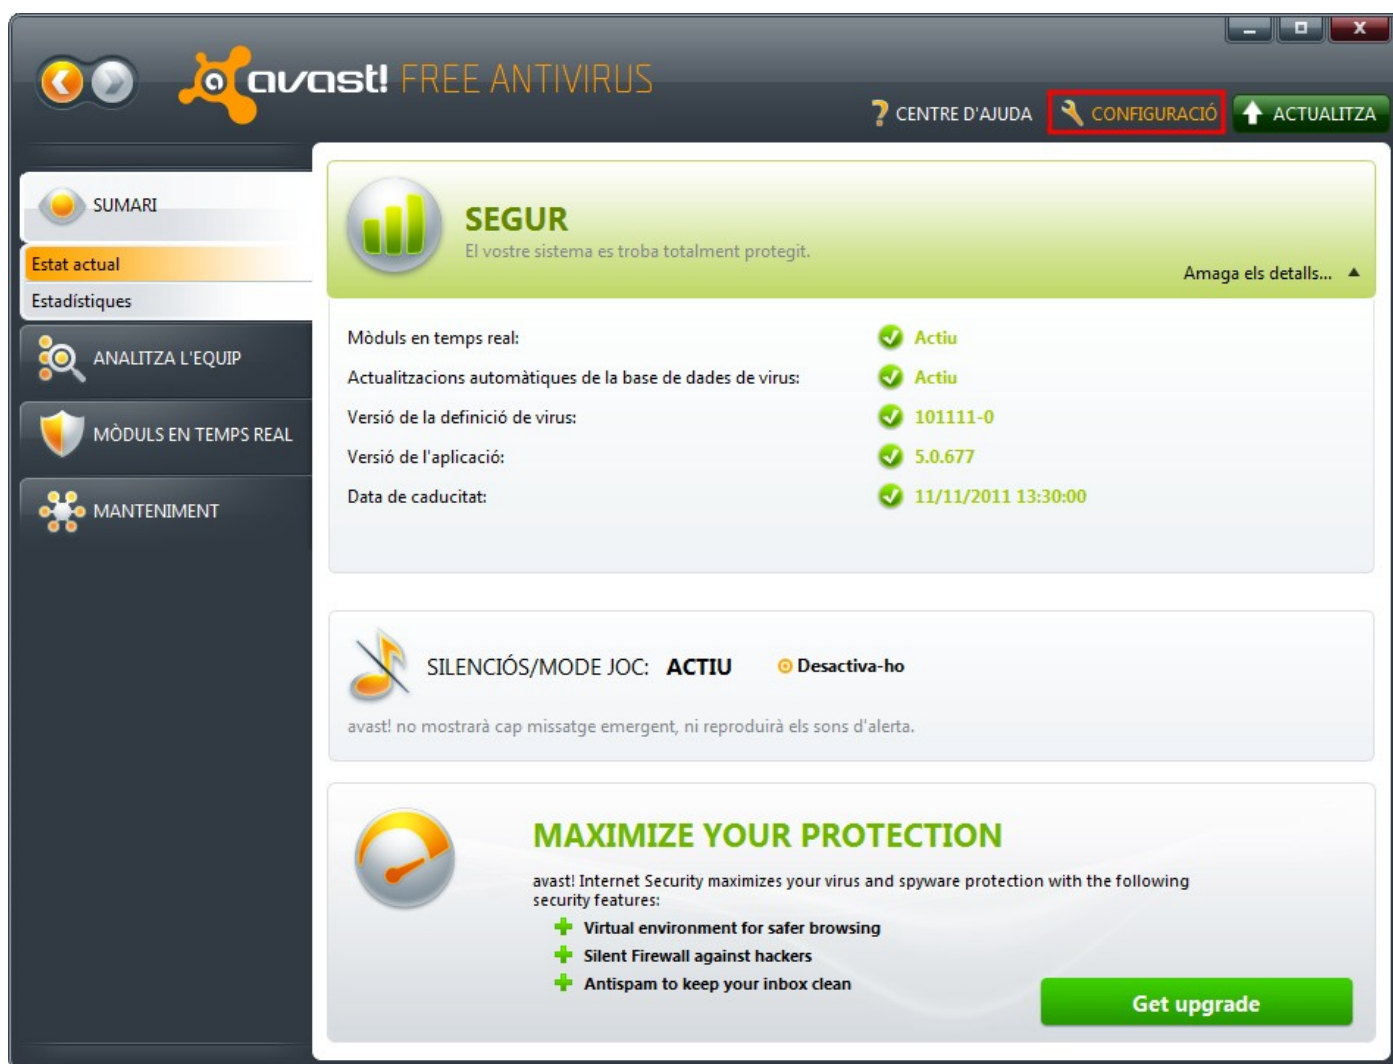 avast! FREE ANTIVIRUS
CENTRE D'AJUDA
CONFIGURACIÓ
ACTUALITZA
SUMARI
Estat actual
Estadístiques
ANALITZA L'EQUIP
MÒDULS EN TEMPS REAL
MANTENIMENT
SEGUR
El vostre sistema es troba totalment protegit.
Amaga els detalls...
Mòduls en temps real: Actiu
Actualitzacions automàtiques de la base de dades de virus: Actiu
Versió de la definició de virus: 101111-0
Versió de l'aplicació: 5.0.677
Data de caducitat: 11/11/2011 13:30:00
SILENCIÓS/MODE JOC: ACTIU Desactiva-ho
avast! no mostrarà cap missatge emergent, ni reproduirà els sons d'alerta.
MAXIMIZE YOUR PROTECTION
avast! Internet Security maximizes your virus and spyware protection with the following
security features:
Virtual environment for safer browsing
Silent Firewall against hackers
Antispam to keep your inbox clean
Get upgrade